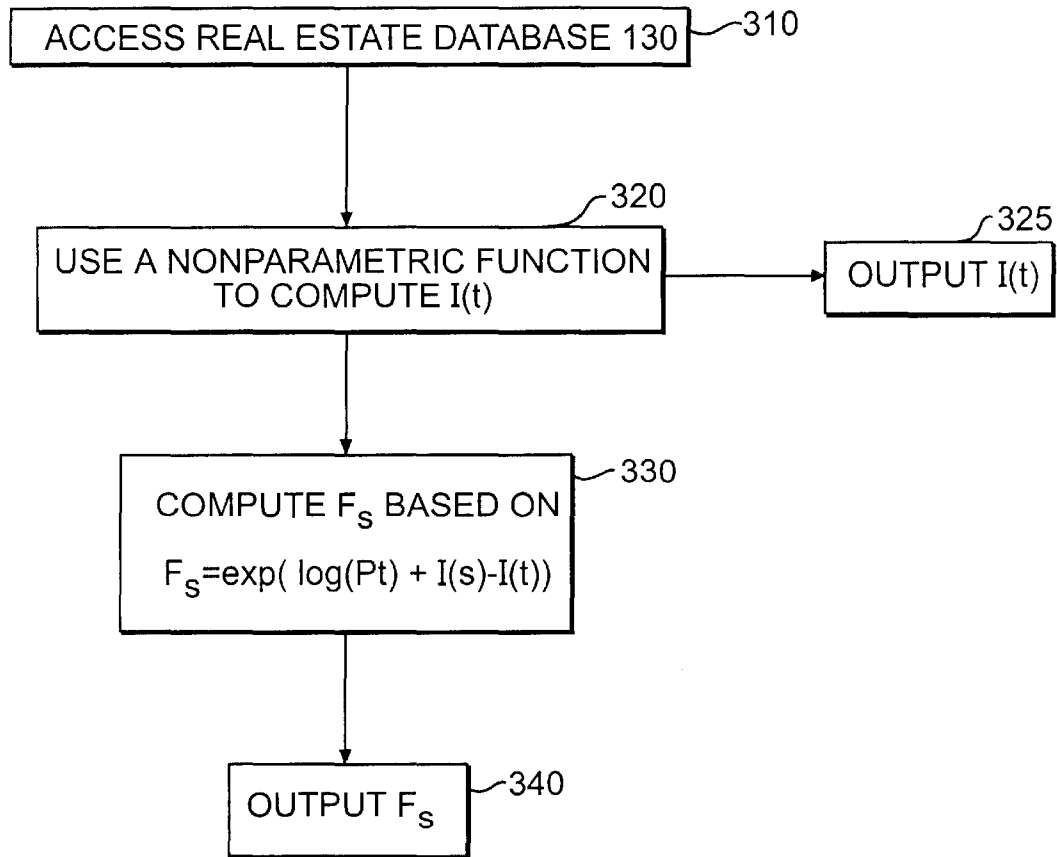 ACCESS REAL ESTATE DATABASE 130
310
320
USE A NONPARAMETRIC FUNCTION
TO COMPUTE I(t)
325
OUTPUT I(t)
330
COMPUTE Fs BASED ON
Fs=exp( log(Pt) + I(s)-I(t))
340
OUTPUT Fs